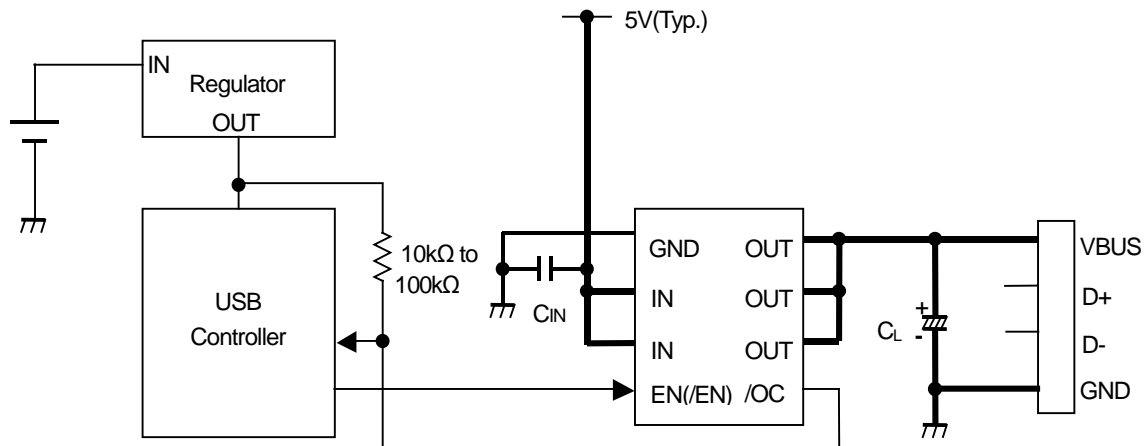 5V(Typ.)
IN
Regulator
OUT
10kΩ to
100kΩ
USB
Controller
CIN
GND OUT
IN OUT
IN OUT
EN(/EN) /OC
+
CL
-
VBUS
D+
D-
GND